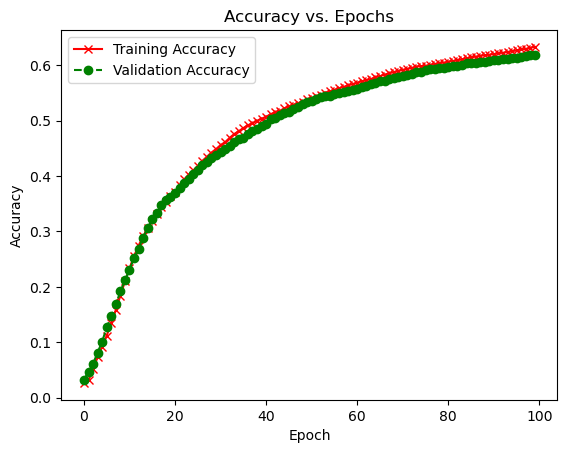 Accuracy vs. Epochs
Training Accuracy
Validation Accuracy
0.6
0.5
0.4
0.3
0.2
0.1
0.0
Accuracy
0 20 40 60 80 100
Epoch